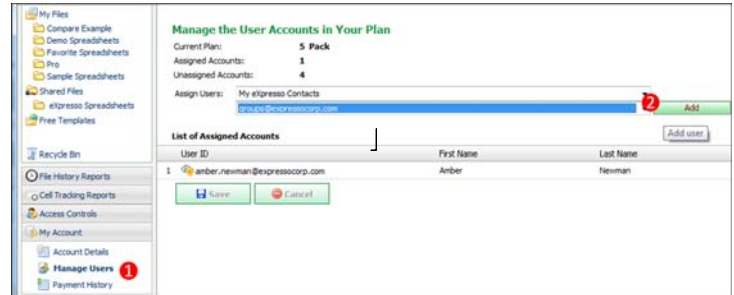 My Files
Compare Example
Demo Spreadsheets
Favorite Spreadsheets
Pro
Sample Spreadsheets
Shared Files
eXpresso Spreadsheets
Free Templates
Recycle Bin
File History Reports
Cell Tracking Reports
Access Controls
My Account
Account Details
Manage Users 1
Payment History
Manage the User Accounts in Your Plan
Current Plan: 5 Pack
Assigned Accounts: 1
Unassigned Accounts: 4
Assign Users: My eXpresso Contacts
groups@expressocorp.com 2 Add
Add user
List of Assigned Accounts
User ID First Name Last Name
1 amber.newman@expressocorp.com Amber Newman
Save Cancel